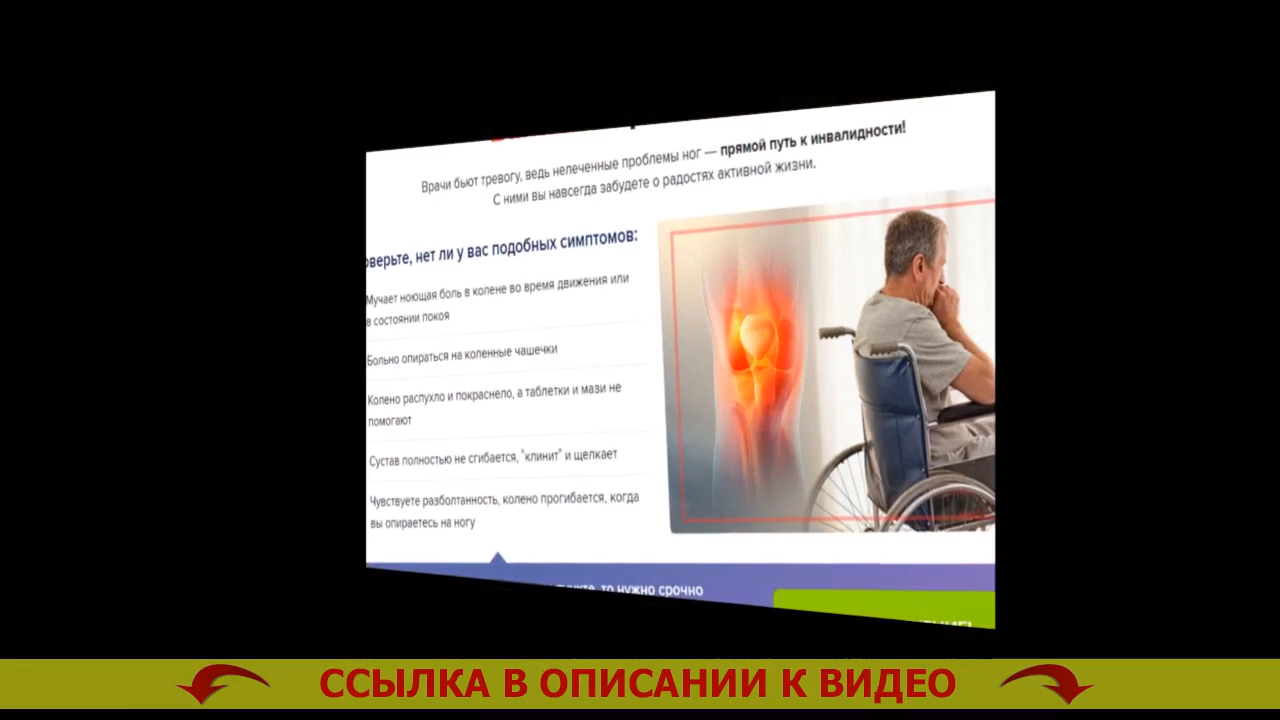 Врачи бьют тревогу, ведь нелеченные проблемы ног — прямой путь к инвалидности!
С ними вы навсегда забудете о радостях активной жизни.
нет ли у вас подобных симптомов:
Мучает ноющая боль в колене во время движения или
в состоянии покоя
Больно опираться на коленные чашечки
Колено распухло и покраснело, а таблетки и мази не
помогают
Сустав полностью не сгибается, "клинит" и щелкает
Чувствуете разболтанность, колено прогибается, когда
вы опираетесь на ногу
то нужно срочно
ССЫЛКА В ОПИСАНИИ К ВИДЕО